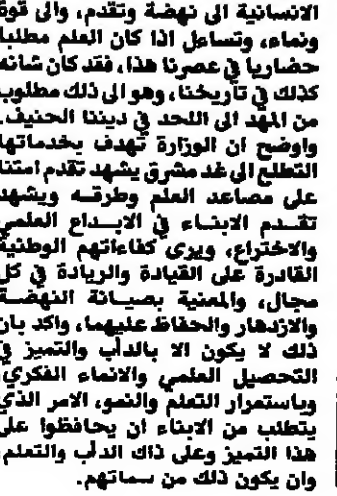 الانسانية الى نهضة وتقدم، والى قوة
ونماء، وتساءل اذا كان العلم مطلبا
حضاريا في عصرنا هذا، فقد كان شانه
كذلك في تاريخنا، وهو الى ذلك مطلوب
من المهد الى اللحد في ديننا الحنيف.
واوضح ان الوزارة تهدف بخدماتها
التطلع الى غد مشرق يشهد تقدم امتنا
على مصاعد العلم وطرقه ويشهد
تقدم الابناء في الابداع العلمي
والاختراع، ويرى كفاءاتهم الوطنية
القادرة على القيادة والريادة في كل
مجال، والمعنية بصيانة النهضة
والازدهار والحفاظ عليهما، واكد بان
ذلك لا يكون الا بالدأب والتميز في
التحصيل العلمي والانماء الفكري،
وباستمرار التعلم والنمو، الامر الذي
يتطلب من الابناء ان يحافظوا على
هذا التميز وعلى ذاك الدأب والتعلم،
وان يكون ذلك من سماتهم.